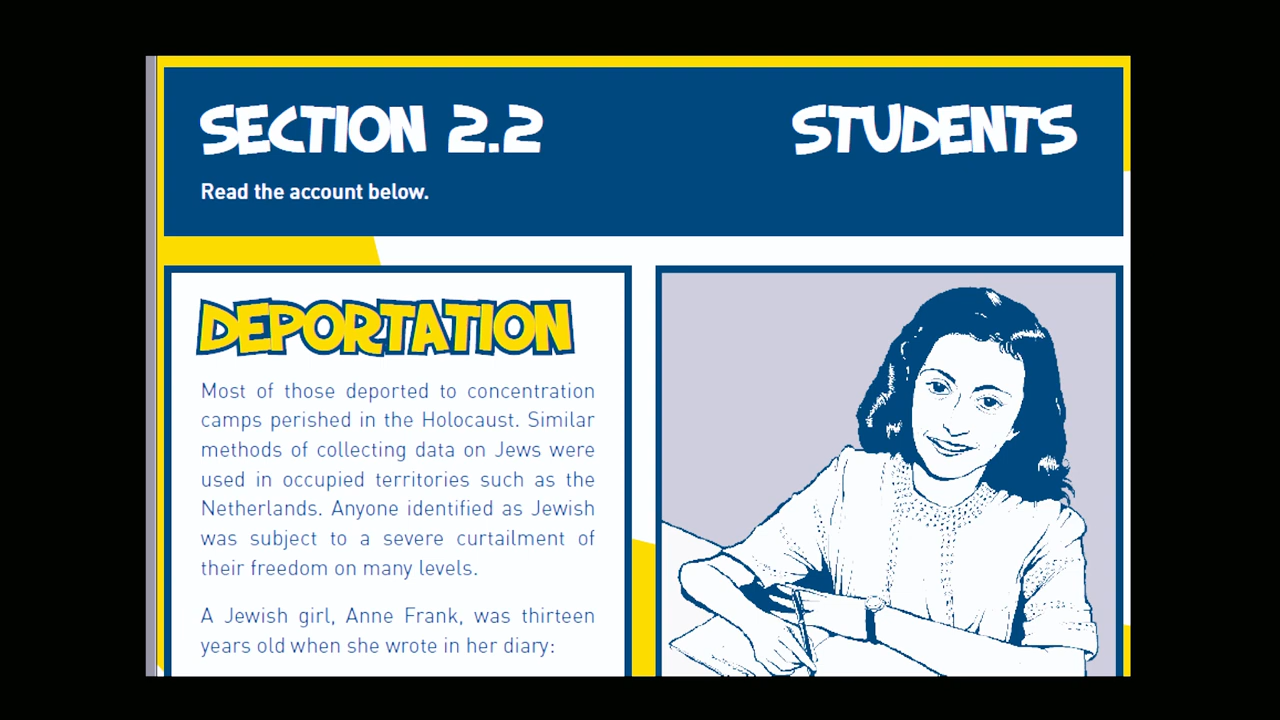 SECTION 2.2
STUDENTS
Read the account below.
DEPORTATION
Most of those deported to concentration
camps perished in the Holocaust. Similar
methods of collecting data on Jews were
used in occupied territories such as the
Netherlands. Anyone identified as Jewish
was subject to a severe curtailment of
their freedom on many levels.
A Jewish girl, Anne Frank, was thirteen
years old when she wrote in her diary: